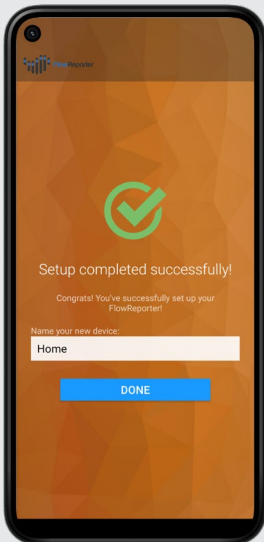 FlowReporter
Setup completed successfully!
Congrats! You've successfully set up your
FlowReporter!
Name your new device:
Home
DONE